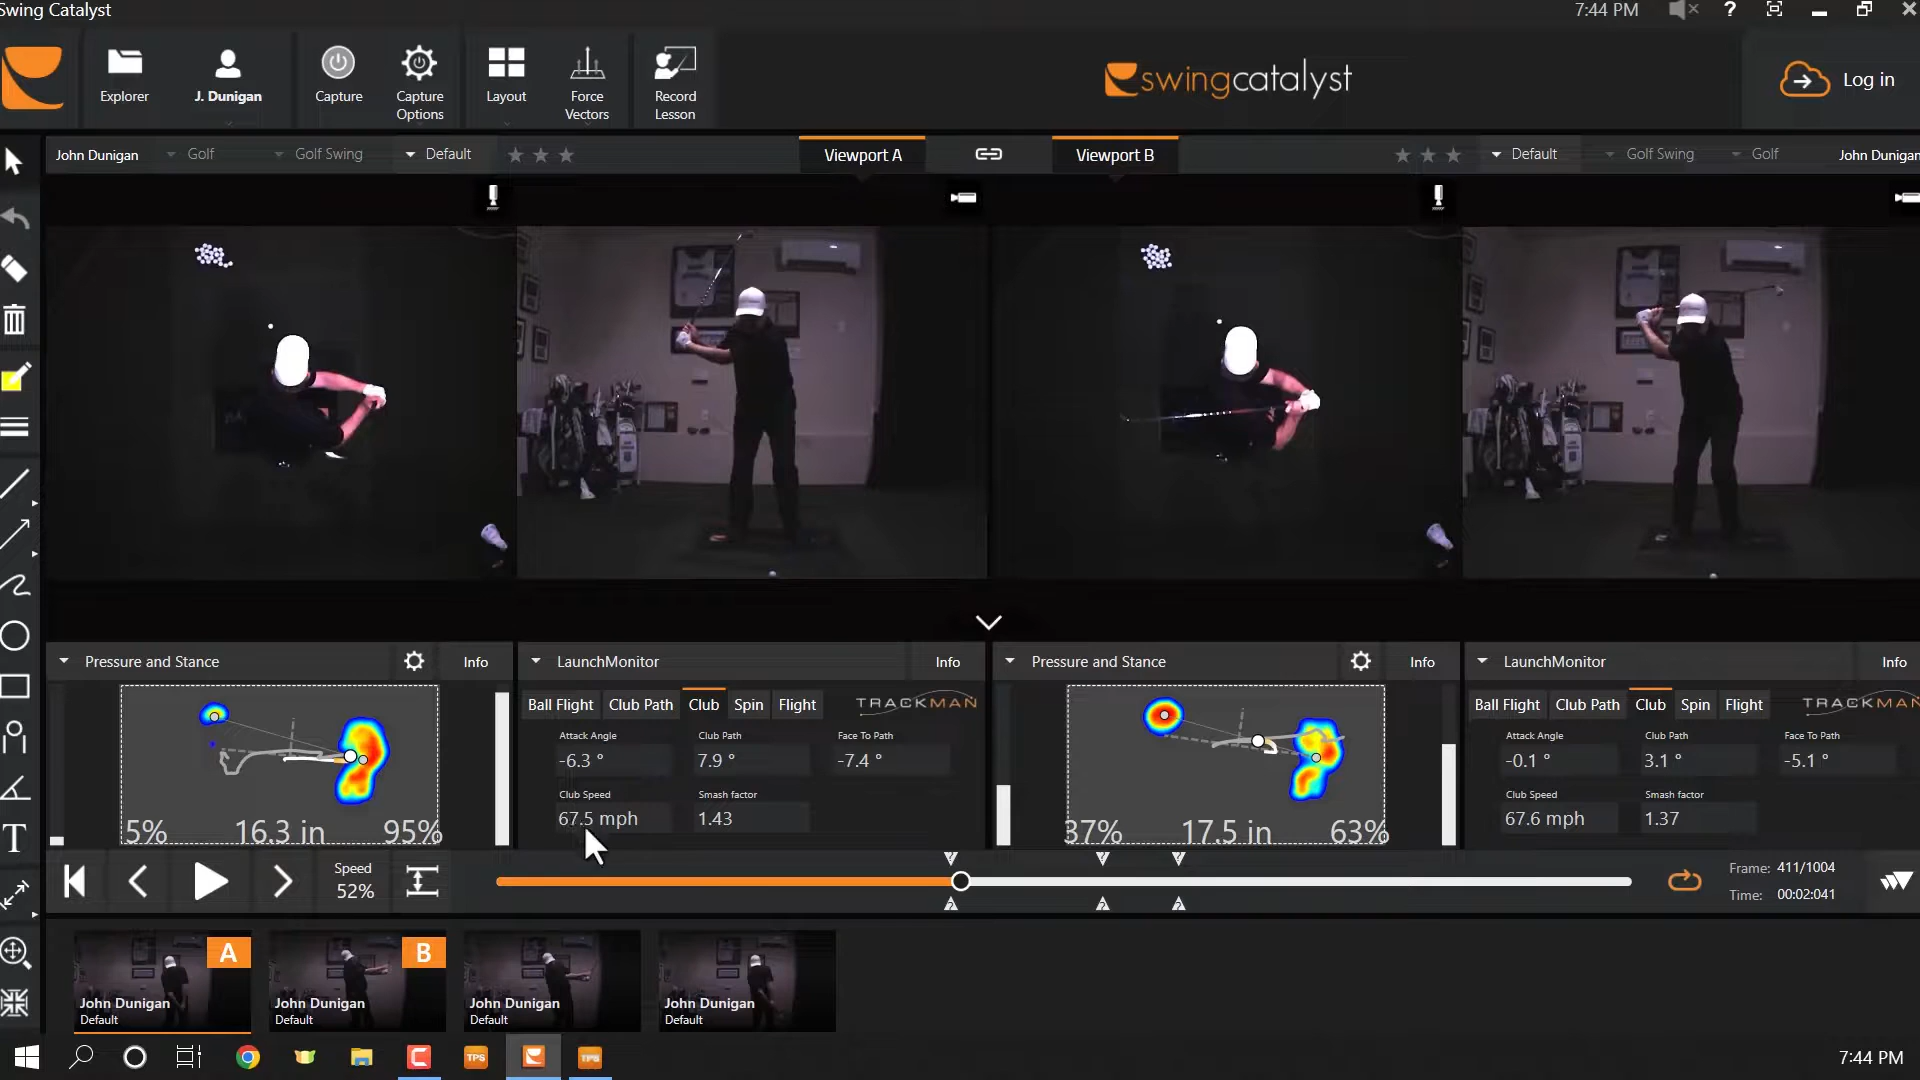 Swing Catalyst
7:44 PM
?
Explorer
J. Dunigan
Capture
Capture
Options
Layout
Force
Vectors
Record
Lesson
swingcatalyst
Log in
John Dunigan
Golf
Golf Swing
Default
Viewport A
Viewport B
Default
Golf Swing
Golf
John Dunigan
Pressure and Stance
Info
LaunchMonitor
Info
Pressure and Stance
Info
LaunchMonitor
Info
5%
16.3 in
95%
Ball Flight
Club Path
Club
Spin
Flight
TRACKMAN
Attack Angle
Club Path
Face To Path
-6.3 °
7.9 °
-7.4 °
Club Speed
Smash factor
67.5 mph
1.43
37%
17.5 in
63%
Ball Flight
Club Path
Club
Spin
Flight
TRACKMAN
Attack Angle
Club Path
Face To Path
-0.1 °
3.1 °
-5.1 °
Club Speed
Smash factor
67.6 mph
1.37
Speed
52%
Frame: 411/1004
Time: 00:02:041
T
A
John Dunigan
Default
B
John Dunigan
Default
John Dunigan
Default
John Dunigan
Default
TPS
TPS
7:44 PM